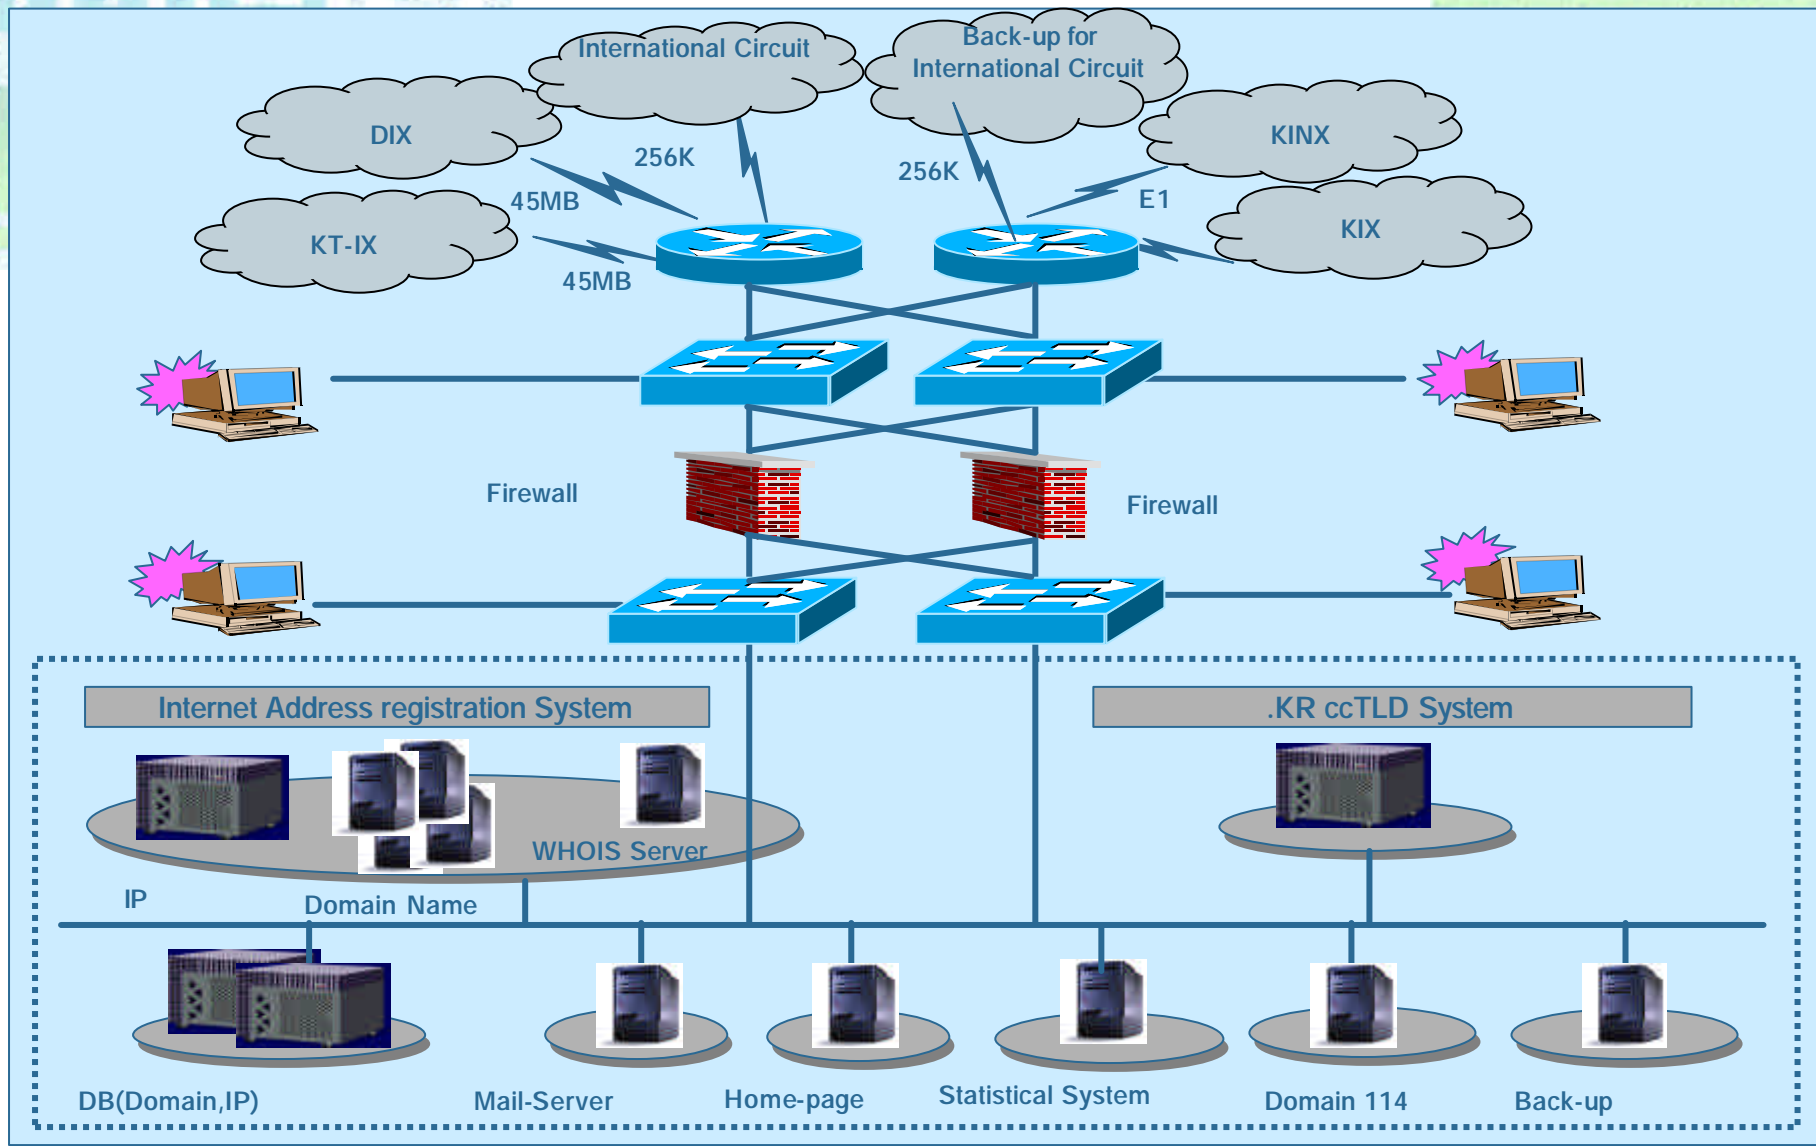 International Circuit
Back-up for
International Circuit
DIX
KINX
256K
256K
45MB
E1
KT-IX
KIX
45MB
Firewall
Firewall
Internet Address registration System
.KR ccTLD System
WHOIS Server
IP
Domain Name
DB(Domain,IP)
Mail-Server
Home-page
Statistical System
Domain 114
Back-up